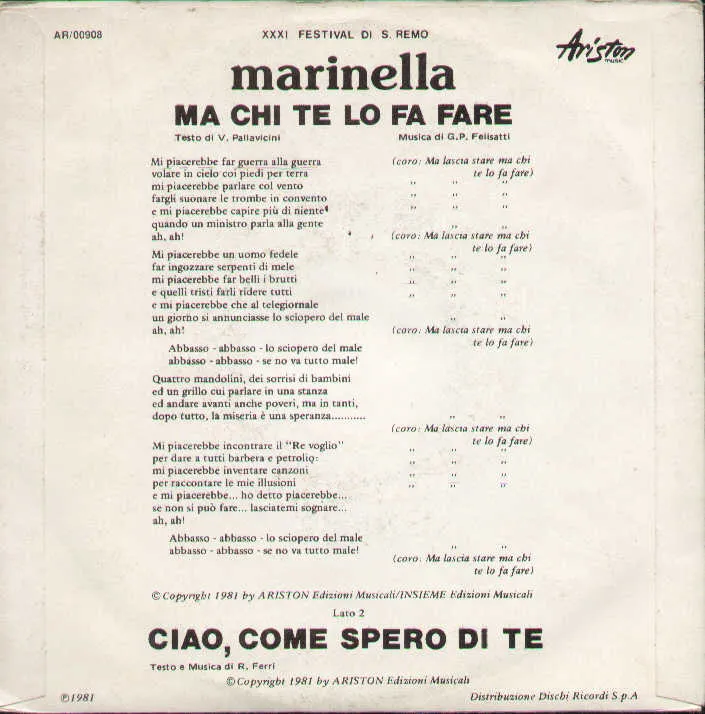 AR/00908
XXXI FESTIVAL DI S. REMO
Ariston
music
marinella
MA CHI TE LO FA FARE
Testo di V. Pallavicini Musica di G.P. Felisatti
Mi piacerebbe far guerra alla guerra (coro: Ma lascia stare ma chi
volare in cielo coi piedi per terra te lo fa fare)
mi piacerebbe parlare col vento ,, ,, ,,
fargli suonare le trombe in convento ,, ,, ,,
e mi piacerebbe capire più di niente ,, ,, ,,
quando un ministro parla alla gente ,, ,,
ah, ah! (coro: Ma lascia stare ma chi
te lo fa fare)
Mi piacerebbe un uomo fedele ,, ,, ,,
far ingozzare serpenti di mele ,, ,, ,,
mi piacerebbe far belli i brutti ,, ,, ,,
e quelli tristi farli ridere tutti ,, ,, ,,
e mi piacerebbe che al telegiornale
un giorno si annunciasse lo sciopero del male ,, ,,
ah, ah! (coro: Ma lascia stare ma chi
te lo fa fare)
Abbasso - abbasso - lo sciopero del male
abbasso - abbasso - se no va tutto male!
Quattro mandolini, dei sorrisi di bambini
ed un grillo cui parlare in una stanza
ed andare avanti anche poveri, ma in tanti,
dopo tutto, la miseria è una speranza........... ,, ,,
(coro: Ma lascia stare ma chi
te lo fa fare)
Mi piacerebbe incontrare il "Re voglio" ,, ,, ,,
per dare a tutti barbera e petrolio: ,, ,, ,,
mi piacerebbe inventare canzoni ,, ,, ,,
per raccontare le mie illusioni ,, ,, ,,
e mi piacerebbe... ho detto piacerebbe...
se non si può fare... lasciatemi sognare...
ah, ah!
Abbasso - abbasso - lo sciopero del male
abbasso - abbasso - se no va tutto male! ,, ,,
(coro: Ma lascia stare ma chi
te lo fa fare)
© Copyright 1981 by ARISTON Edizioni Musicali/INSIEME Edizioni Musicali
Lato 2
CIAO, COME SPERO DI TE
Testo e Musica di R. Ferri
© Copyright 1981 by ARISTON Edizioni Musicali
℗1981
Distribuzione Dischi Ricordi S.p.A